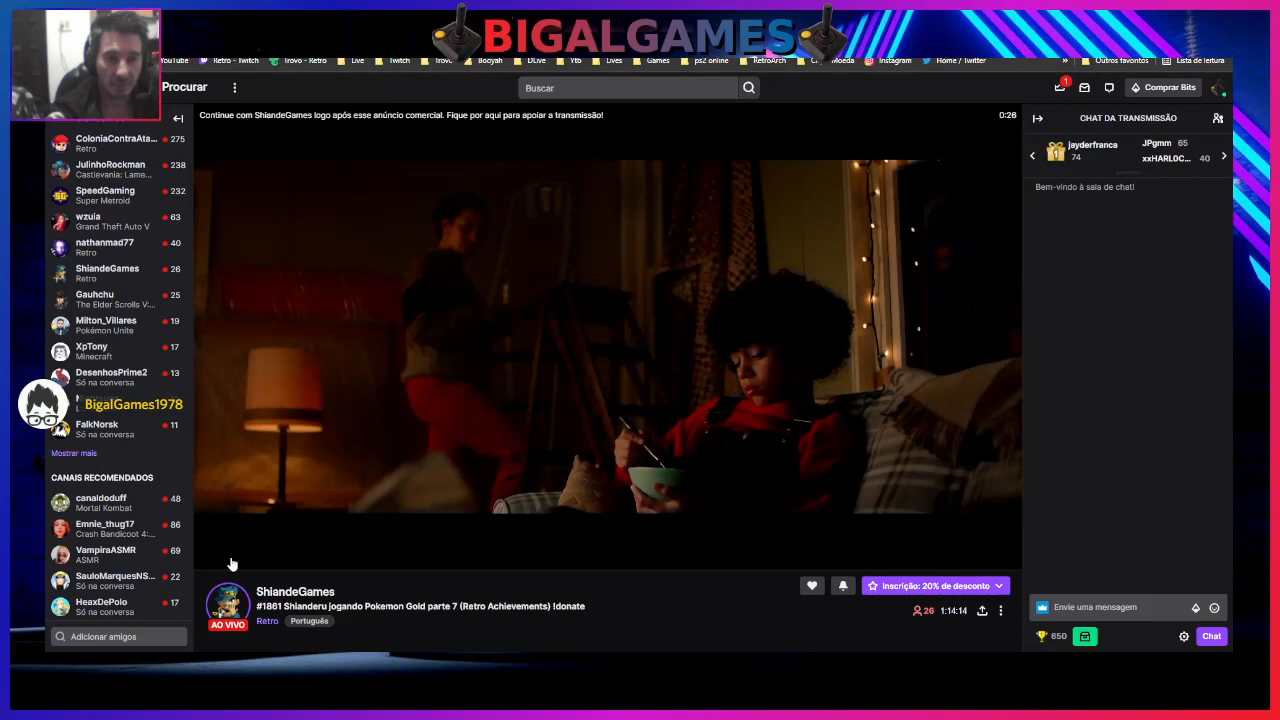 BIGALGAMES
YouTube
Retro - Twitch
Trovo - Retro
Live
Twitch
Trovo
Booyah
DLive
Ytb
Lives
Games
ps2 online
RetroArch
Moeda
Instagram
Home / Twitter
»
Outros favoritos
Lista de leitura
Procurar
Buscar
1
Comprar Bits
Continue com ShiandeGames logo após esse anúncio comercial. Fique por aqui para apoiar a transmissão!
0:26
CHAT DA TRANSMISSÃO
1
jayderfranca
74
JPgmm 65
xxHARLOC... 40
Bem-vindo à sala de chat!
ColoniaContraAta... 275
Retro
JulinhoRockman 238
Castlevania: Lame...
SpeedGaming 232
Super Metroid
wzuia 63
Grand Theft Auto V
nathanmad77 40
Retro
ShiandeGames 26
Retro
Gauhchu 25
The Elder Scrolls V:...
Milton_Villares 19
Pokémon Unite
XpTony 17
Minecraft
DesenhosPrime2 13
Só na conversa
BigalGames1978
FalkNorsk 11
Só na conversa
Mostrar mais
CANAIS RECOMENDADOS
canaldoduff 48
Mortal Kombat
Emnie_thug17 86
Crash Bandicoot 4:...
VampiraASMR 69
ASMR
SauloMarquesNS... 22
Só na conversa
HeaxDePolo 17
Só na conversa
Adicionar amigos
AO VIVO
ShiandeGames
#1861 Shianderu jogando Pokemon Gold parte 7 (Retro Achievements) !donate
Retro
Português
Inscrição: 20% de desconto
26
1:14:14
Envie uma mensagem
650
Chat